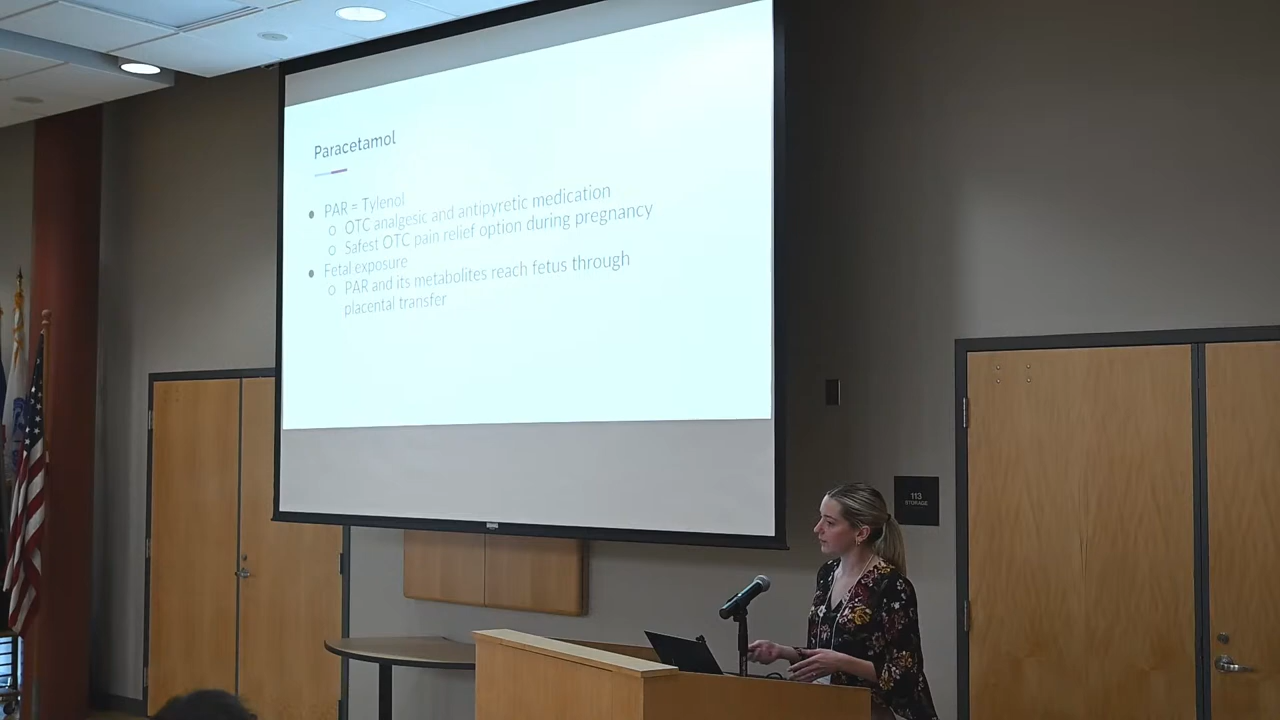 Paracetamol
● PAR = Tylenol
○ OTC analgesic and antipyretic medication
○ Safest OTC pain relief option during pregnancy
● Fetal exposure
○ PAR and its metabolites reach fetus through
placental transfer
113
STORAGE